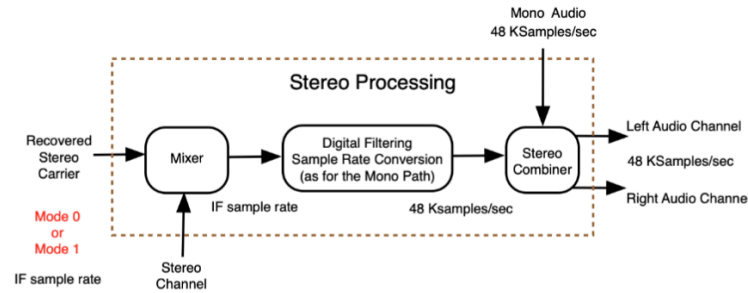 Mono Audio
48 KSamples/sec
Stereo Processing
Recovered
Stereo
Carrier
Mixer
Digital Filtering
Sample Rate Conversion
(as for the Mono Path)
Stereo
Combiner
Left Audio Channel
48 KSamples/sec
Right Audio Channe
IF sample rate
48 Ksamples/sec
Mode 0
or
Mode 1
IF sample rate
Stereo
Channel